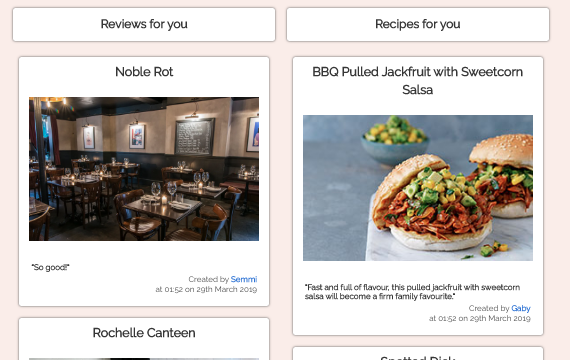 Reviews for you
Noble Rot
"So good!"
Created by Semmi
at 01:52 on 29th March 2019
Rochelle Canteen
Recipes for you
BBQ Pulled Jackfruit with Sweetcorn
Salsa
"Fast and full of flavour, this pulled jackfruit with sweetcorn
salsa will become a firm family favourite."
Created by Gaby
at 01:52 on 29th March 2019
Spotted Dick